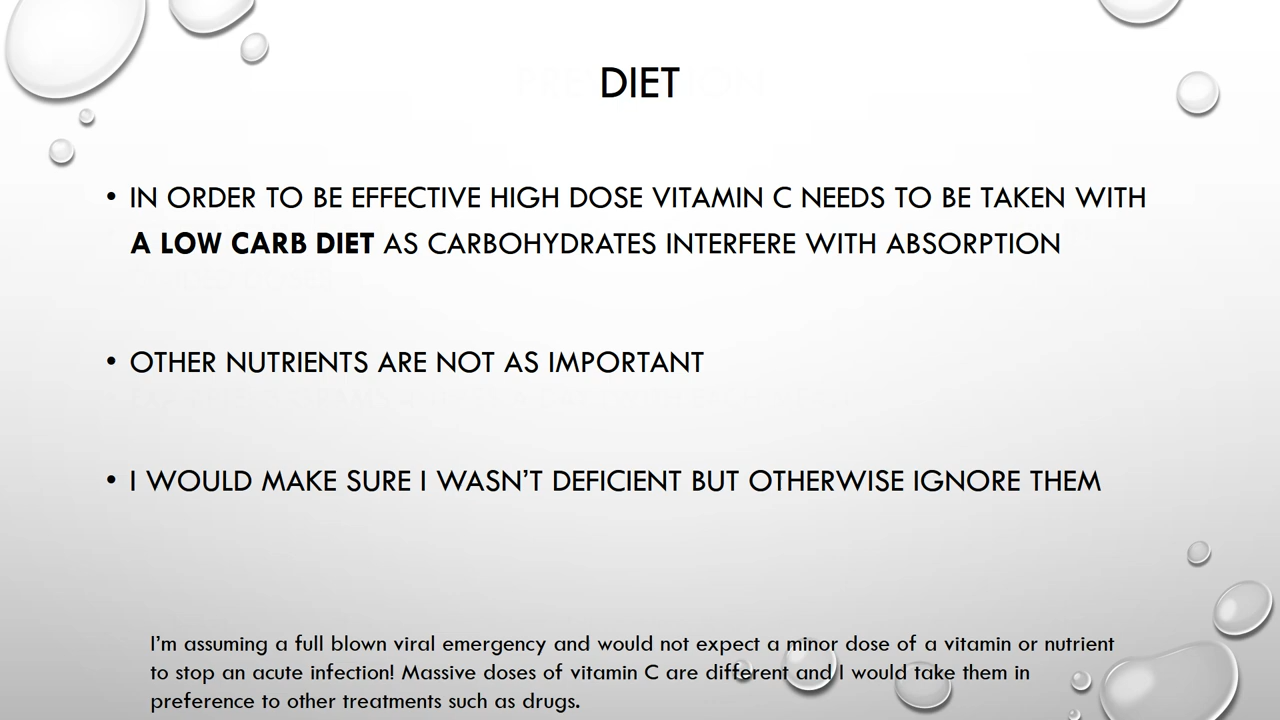 DIET
• IN ORDER TO BE EFFECTIVE HIGH DOSE VITAMIN C NEEDS TO BE TAKEN WITH
A LOW CARB DIET AS CARBOHYDRATES INTERFERE WITH ABSORPTION
• OTHER NUTRIENTS ARE NOT AS IMPORTANT
• I WOULD MAKE SURE I WASN'T DEFICIENT BUT OTHERWISE IGNORE THEM
I'm assuming a full blown viral emergency and would not expect a minor dose of a vitamin or nutrient
to stop an acute infection! Massive doses of vitamin C are different and I would take them in
preference to other treatments such as drugs.